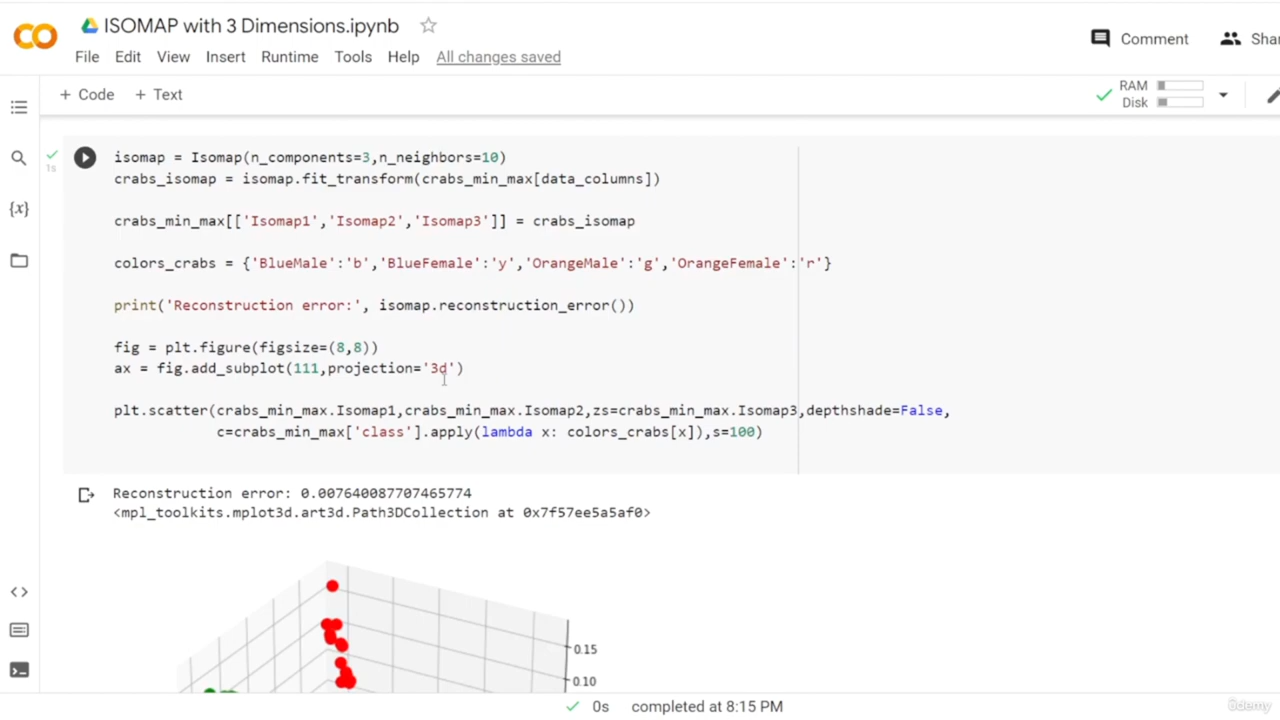 ISOMAP with 3 Dimensions.ipynb
File Edit View Insert Runtime Tools Help All changes saved
Comment
Shar
+ Code + Text
RAM
Disk
{x}
1s
isomap = Isomap(n_components=3,n_neighbors=10)
crabs_isomap = isomap.fit_transform(crabs_min_max[data_columns])
crabs_min_max[['Isomap1','Isomap2','Isomap3']] = crabs_isomap
colors_crabs = {'BlueMale':'b','BlueFemale':'y','OrangeMale':'g','OrangeFemale':'r'}
print('Reconstruction error:', isomap.reconstruction_error())
fig = plt.figure(figsize=(8,8))
ax = fig.add_subplot(111,projection='3d')
plt.scatter(crabs_min_max.Isomap1,crabs_min_max.Isomap2,zs=crabs_min_max.Isomap3,depthshade=False,
c=crabs_min_max['class'].apply(lambda x: colors_crabs[x]),s=100)
Reconstruction error: 0.007640087707465774
<mpl_toolkits.mplot3d.art3d.Path3DCollection at 0x7f57ee5a5af0>
0.15
0.10
0s completed at 8:15 PM
ûdemy